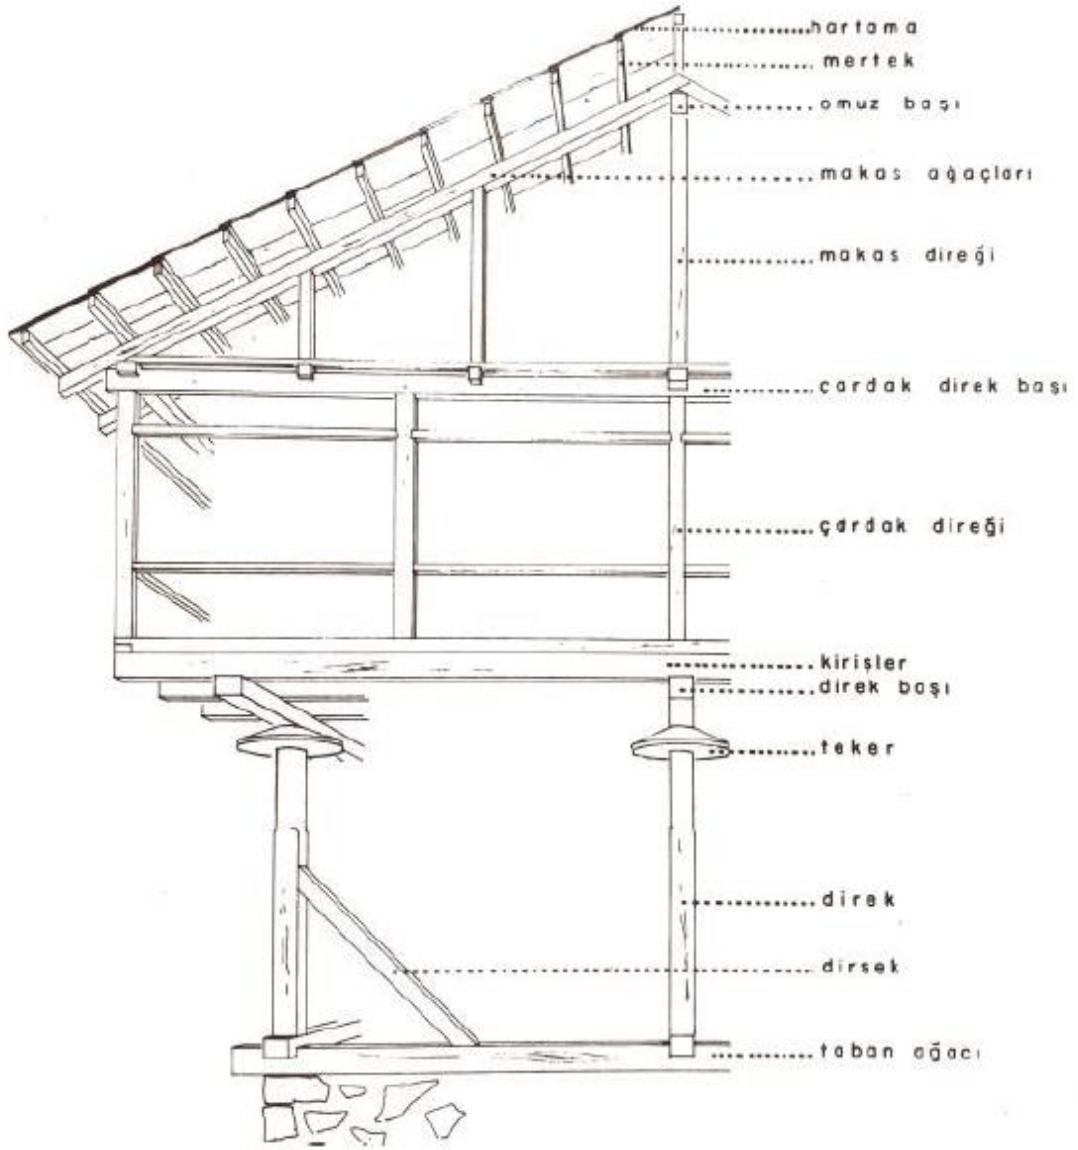 hartama
mertek
omuz başı
makas ağaçları
makas direği
çardak direk başı
çardak direği
kirişler
direk başı
teker
direk
dirsek
taban ağacı